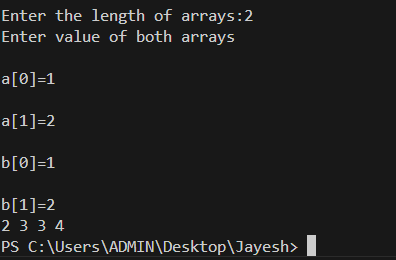 Enter the length of arrays:2
Enter value of both arrays
a[0]=1
a[1]=2
b[0]=1
b[1]=2
2 3 3 4
PS C:\Users\ADMIN\Desktop\Jayesh>